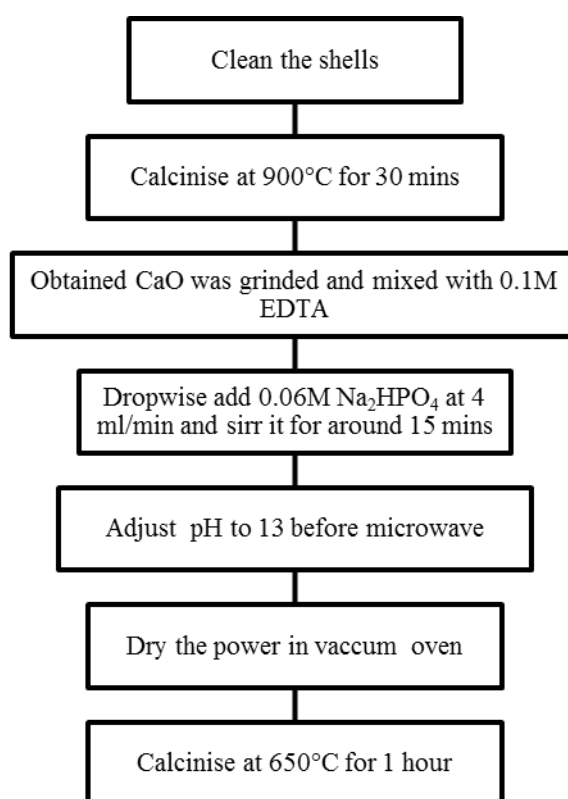 Clean the shells
Calcinise at 900°C for 30 mins
Obtained CaO was grinded and mixed with 0.1M
EDTA
Dropwise add 0.06M Na₂HPO₄ at 4
ml/min and sirr it for around 15 mins
Adjust pH to 13 before microwave
Dry the power in vaccum oven
Calcinise at 650°C for 1 hour